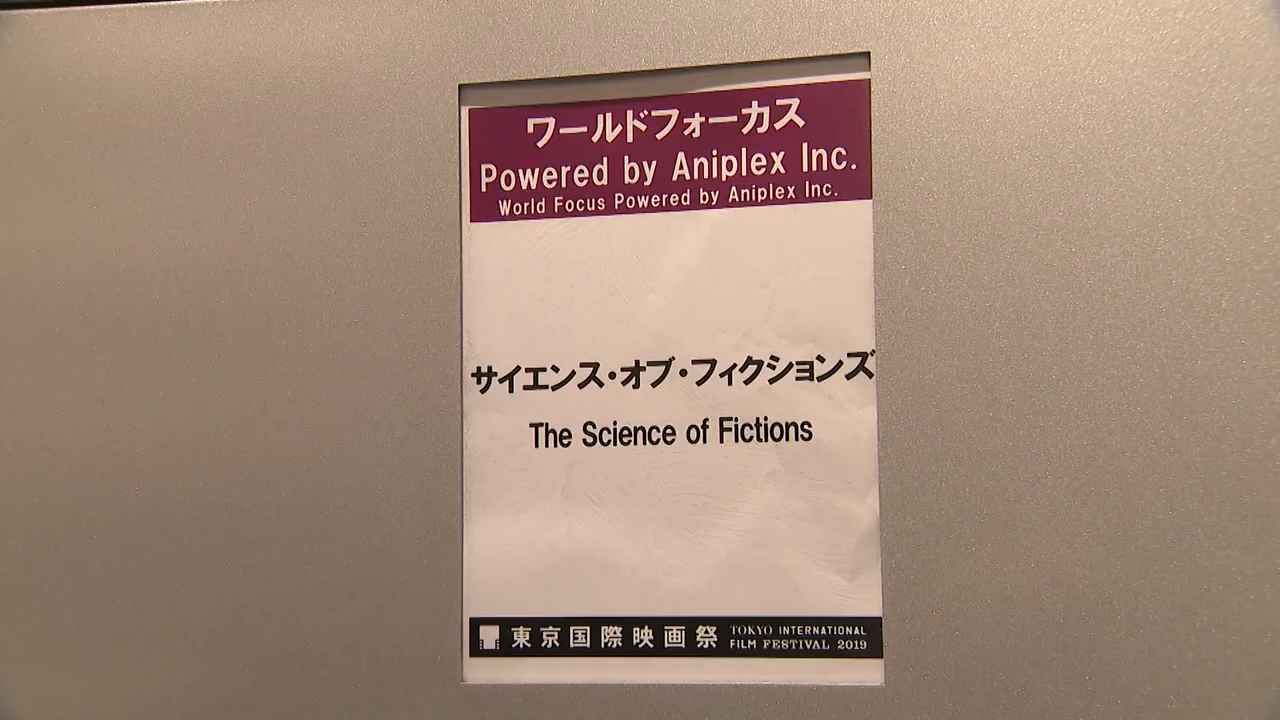 ワールドフォーカス
Powered by Aniplex Inc.
World Focus Powered by Aniplex Inc.
サイエンス・オブ・フィクションズ
The Science of Fictions
東京国際映画祭
TOKYO INTERNATIONAL
FILM FESTIVAL 2019